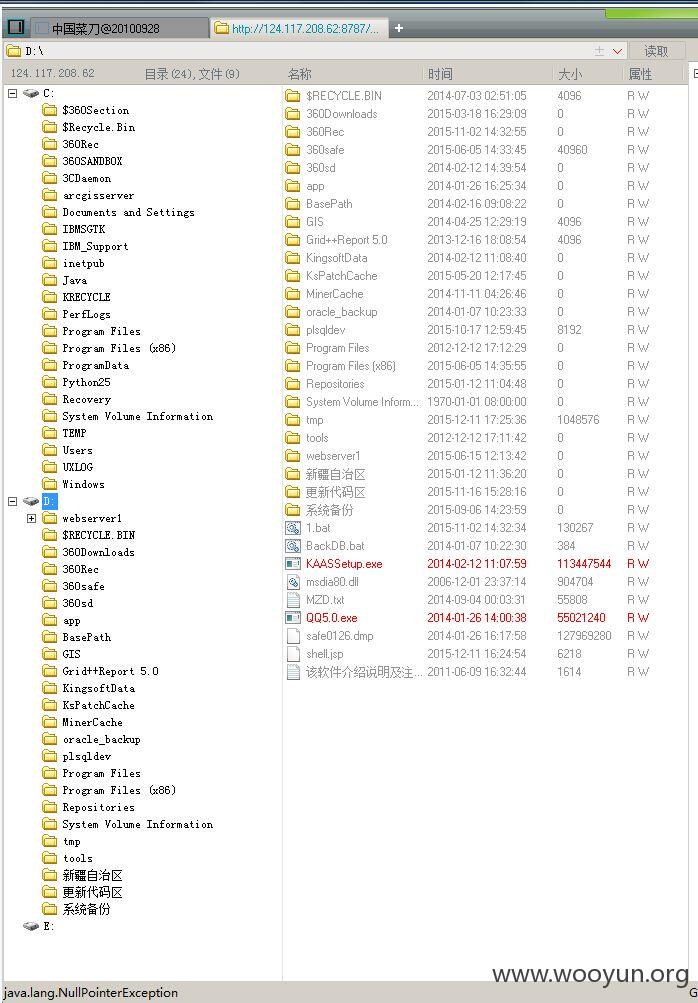 中国菜刀@20100928 http://124.117.208.62:8787/... +
D:\ 读取
124.117.208.62 目录(24),文件(9) 名称 时间 大小 属性
C:
$360Section
$Recycle.Bin
360Rec
360SANDBOX
3CDaemon
arcgisserver
Documents and Settings
IBMSGTK
IBM_Support
inetpub
Java
KRECYCLE
PerfLogs
Program Files
Program Files (x86)
ProgramData
Python25
Recovery
System Volume Information
TEMP
Users
UXLOG
Windows
D:
webserver1
$RECYCLE.BIN
360Downloads
360Rec
360safe
360sd
app
BasePath
GIS
Grid++Report 5.0
KingsoftData
KsPatchCache
MinerCache
oracle_backup
plsqldev
Program Files
Program Files (x86)
Repositories
System Volume Information
tmp
tools
新疆自治区
更新代码区
系统备份
E:
$RECYCLE.BIN 2014-07-03 02:51:05 4096 R W
360Downloads 2015-03-18 16:29:09 0 R W
360Rec 2015-11-02 14:32:55 0 R W
360safe 2015-06-05 14:33:45 40960 R W
360sd 2014-02-12 14:39:54 0 R W
app 2014-01-26 16:25:34 0 R W
BasePath 2014-02-16 09:08:22 0 R W
GIS 2014-04-25 12:29:19 4096 R W
Grid++Report 5.0 2013-12-16 18:08:54 4096 R W
KingsoftData 2014-02-12 11:08:40 0 R W
KsPatchCache 2015-05-20 12:17:45 0 R W
MinerCache 2014-11-11 04:26:46 0 R W
oracle_backup 2014-01-07 10:23:33 0 R W
plsqldev 2015-10-17 12:59:45 8192 R W
Program Files 2012-12-12 17:12:29 0 R W
Program Files (x86) 2015-06-05 14:35:55 0 R W
Repositories 2015-01-12 11:04:48 0 R W
System Volume Inform... 1970-01-01 08:00:00 0 R W
tmp 2015-12-11 17:25:36 1048576 R W
tools 2012-12-12 17:11:42 0 R W
webserver1 2015-06-15 12:13:42 0 R W
新疆自治区 2015-01-12 11:36:20 0 R W
更新代码区 2015-11-16 15:28:16 0 R W
系统备份 2015-09-06 14:23:59 0 R W
1.bat 2015-11-02 14:32:34 130267 R W
BackDB.bat 2014-01-07 10:22:30 384 R W
KAASSetup.exe 2014-02-12 11:07:59 113447544 R W
msdia80.dll 2006-12-01 23:37:14 904704 R W
MZD.txt 2014-09-04 00:03:31 55808 R W
QQ5.0.exe 2014-01-26 14:00:38 55021240 R W
safe0126.dmp 2014-01-26 16:17:58 127969280 R W
shell.jsp 2015-12-11 16:24:54 6218 R W
该软件介绍说明及注... 2011-06-09 16:32:44 1614 R W
www.wooyun.org
java.lang.NullPointerException G